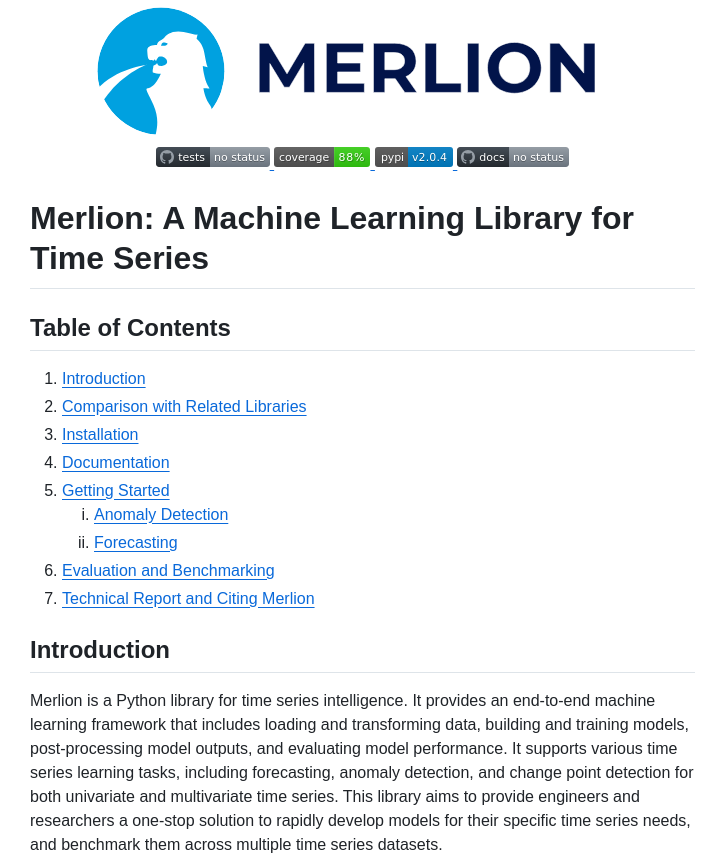 MERLION
tests no status coverage 88% pypi v2.0.4 docs no status
Merlion: A Machine Learning Library for
Time Series
Table of Contents
1. Introduction
2. Comparison with Related Libraries
3. Installation
4. Documentation
5. Getting Started
i. Anomaly Detection
ii. Forecasting
6. Evaluation and Benchmarking
7. Technical Report and Citing Merlion
Introduction
Merlion is a Python library for time series intelligence. It provides an end-to-end machine
learning framework that includes loading and transforming data, building and training models,
post-processing model outputs, and evaluating model performance. It supports various time
series learning tasks, including forecasting, anomaly detection, and change point detection for
both univariate and multivariate time series. This library aims to provide engineers and
researchers a one-stop solution to rapidly develop models for their specific time series needs,
and benchmark them across multiple time series datasets.